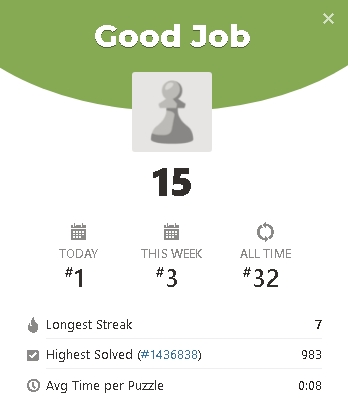 Good Job
15
TODAY THIS WEEK ALL TIME
#1 #3 #32
Longest Streak 7
Highest Solved (#1436838) 983
Avg Time per Puzzle 0:08